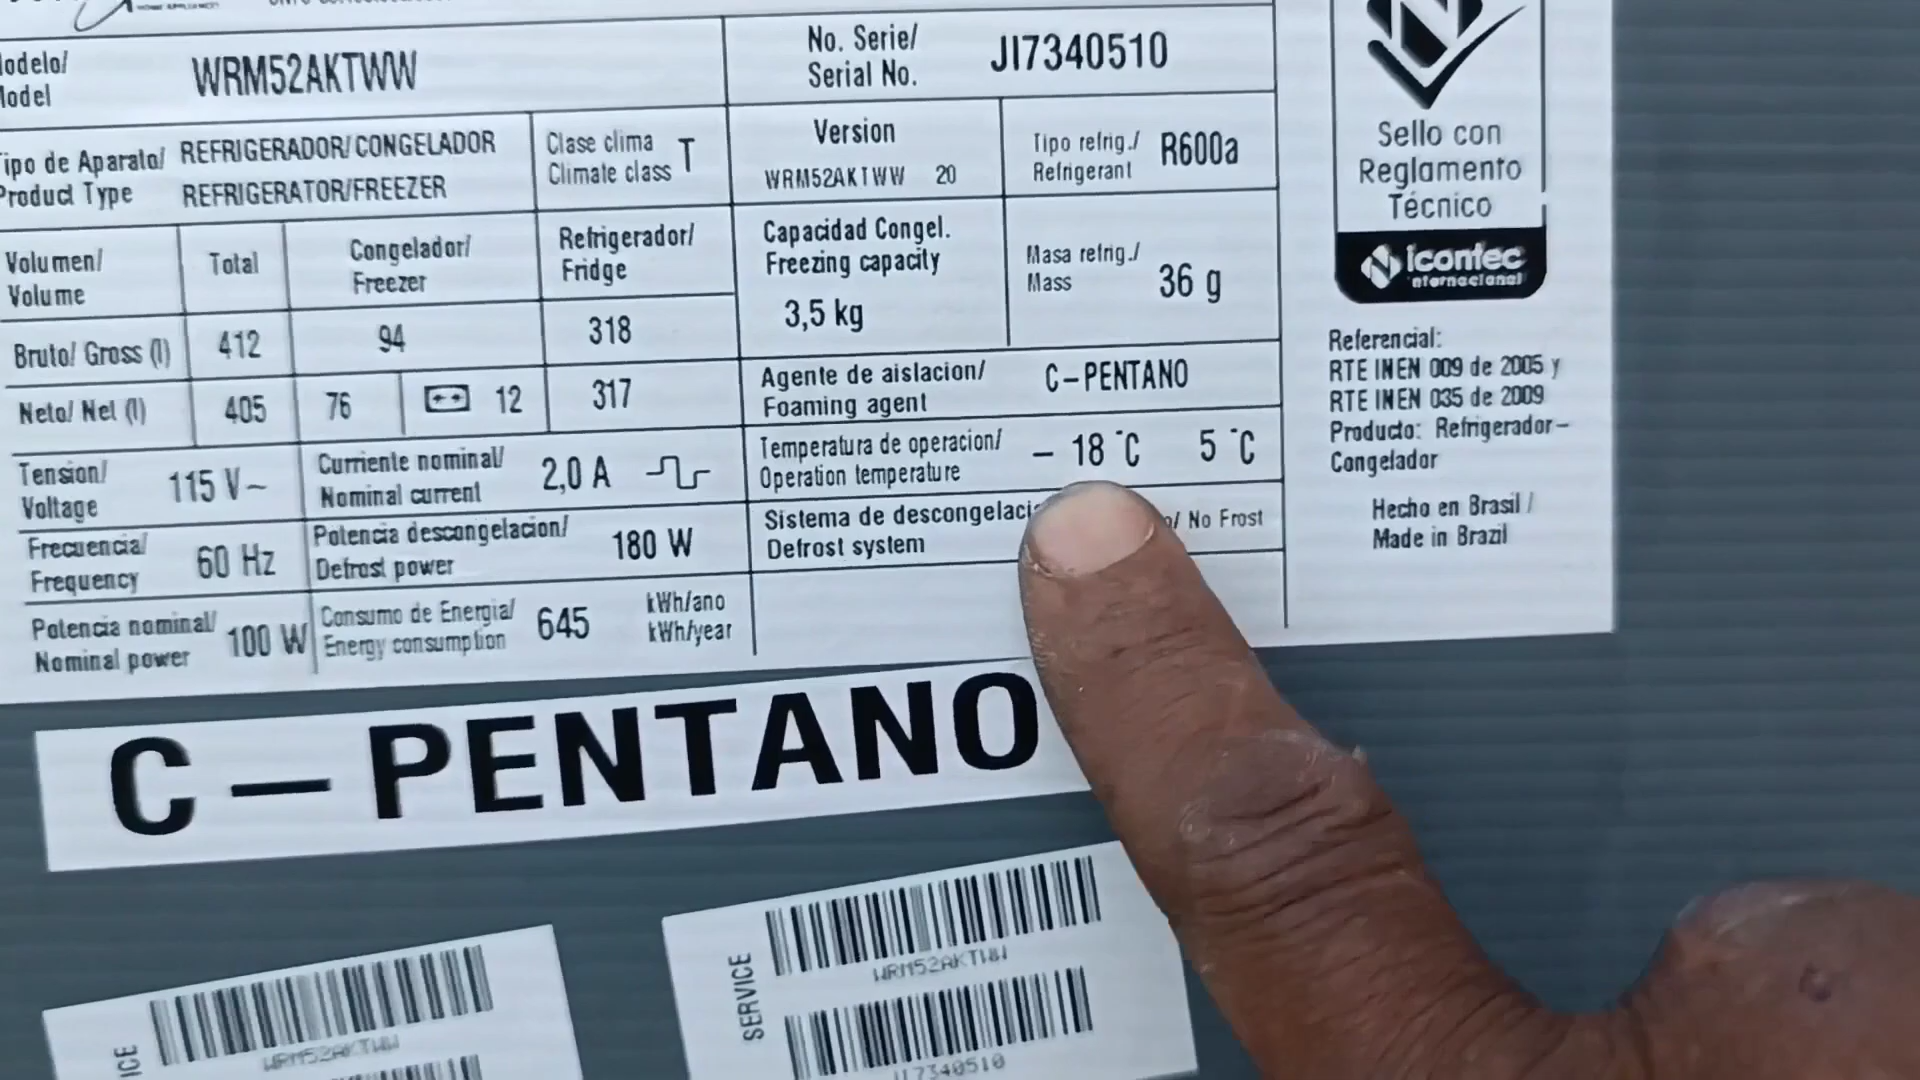 Modelo/
Model
WRM52AKTWW
No. Serie/
Serial No.
JI7340510
Tipo de Aparato/
Product Type
REFRIGERADOR/CONGELADOR
REFRIGERATOR/FREEZER
Clase clima
Climate class
T
Version
WRM52AKTWW 20
Tipo refrig./
Refrigerant
R600a
Volumen/
Volume
Total
Congelador/
Freezer
Refrigerador/
Fridge
Capacidad Congel.
Freezing capacity
3,5 kg
Masa refrig./
Mass
36 g
Bruto/ Gross (l)
412
94
318
Neto/ Net (l)
405
76
12
317
Agente de aislacion/
Foaming agent
C-PENTANO
Tension/
Voltage
115 V~
Curriente nominal/
Nominal current
2,0 A
Temperatura de operacion/
Operation temperature
- 18 °C 5 °C
Frecuencia/
Frequency
60 Hz
Potencia descongelacion/
Defrost power
180 W
Sistema de
Defrost system
No Frost
Potencia nominal/
Nominal power
100 W
Consumo de Energia/
Energy consumption
645
kWh/ano
kWh/year
Sello con
Reglamento
Técnico
icontec
internacional
Referencial:
RTE INEN 009 de 2005 y
RTE INEN 035 de 2009
Producto: Refrigerador-
Congelador
Hecho en Brasil /
Made in Brazil
C - PENTANO
WRM52AKTWW
SERVICE
WRM52AKTWW
JI7340510